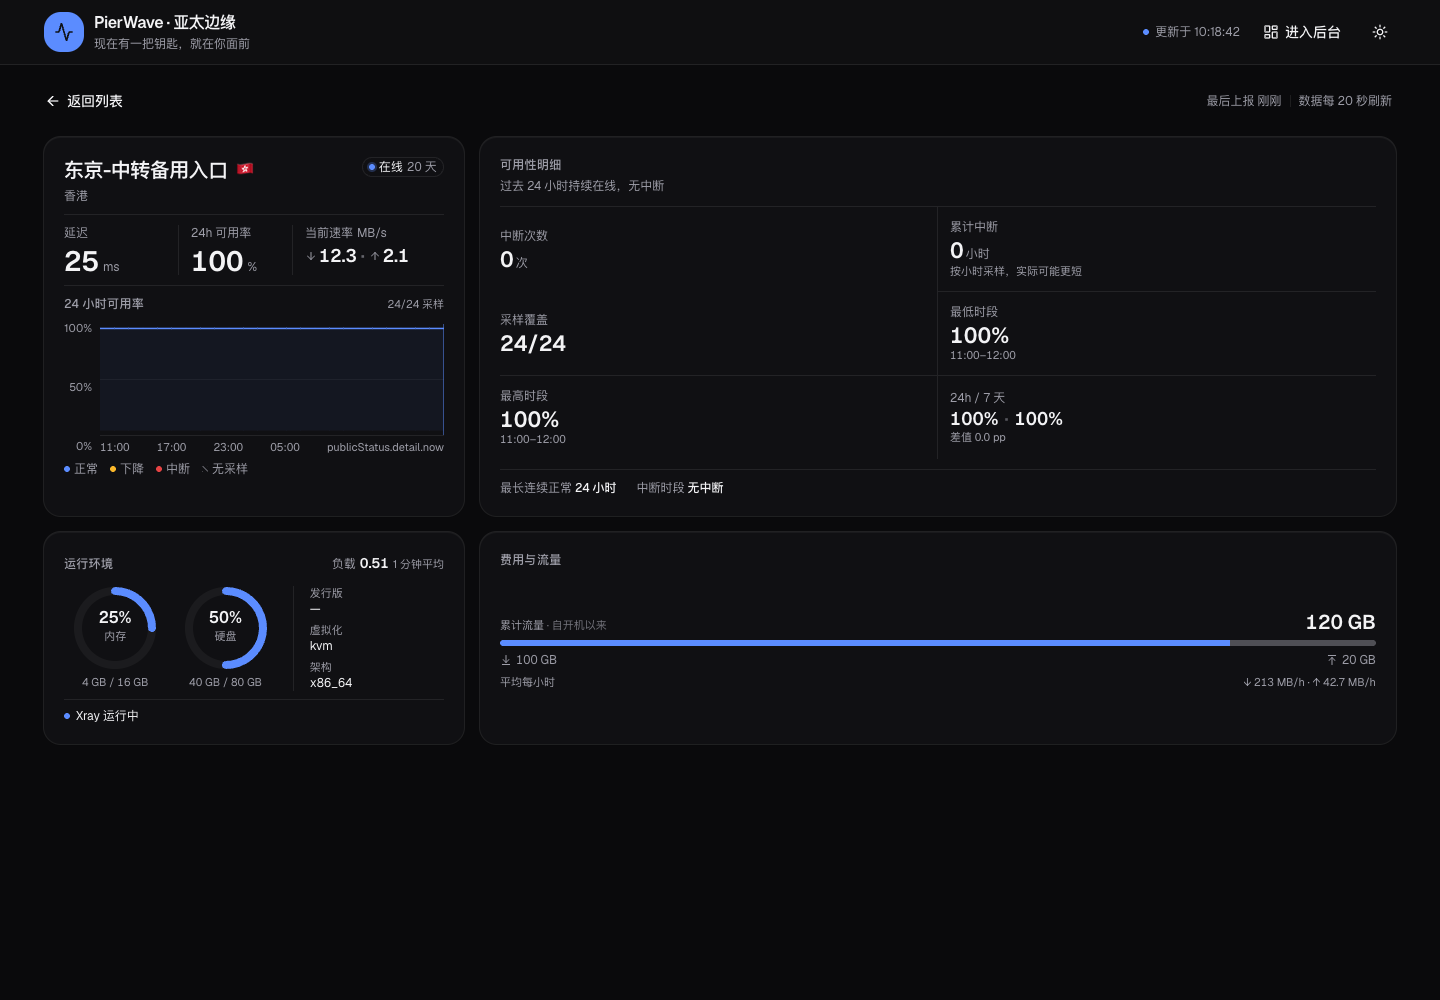 PierWave · 亚太边缘
现在有一把钥匙，就在你面前
更新于 10:18:42
进入后台
返回列表
最后上报 刚刚
数据每 20 秒刷新
东京-中转备用入口
在线 20 天
香港
延迟
25 ms
24h 可用率
100 %
当前速率 MB/s
↓ 12.3 · ↑ 2.1
24 小时可用率
24/24 采样
100%
50%
0%
11:00 17:00 23:00 05:00 publicStatus.detail.now
正常 下降 中断 无采样
可用性明细
过去 24 小时持续在线，无中断
中断次数
0 次
累计中断
0 小时
按小时采样，实际可能更短
采样覆盖
24/24
最低时段
100%
11:00–12:00
最高时段
100%
11:00–12:00
24h / 7 天
100% · 100%
差值 0.0 pp
最长连续正常 24 小时 中断时段 无中断
运行环境
负载 0.51 1 分钟平均
25%
内存
4 GB / 16 GB
50%
硬盘
40 GB / 80 GB
发行版
—
虚拟化
kvm
架构
x86_64
Xray 运行中
费用与流量
累计流量 · 自开机以来
120 GB
100 GB
20 GB
平均每小时
↓ 213 MB/h · ↑ 42.7 MB/h